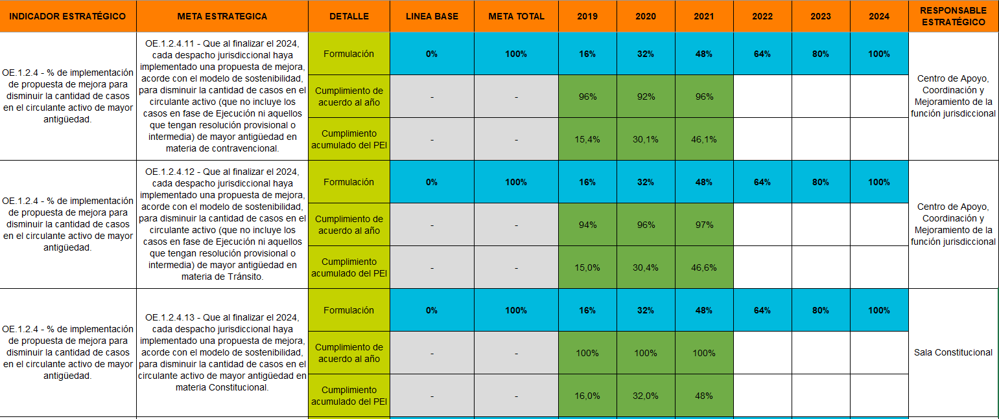 INDICADOR ESTRATÉGICO META ESTRATEGICA DETALLE LINEA BASE META TOTAL 2019 2020 2021 2022 2023 2024 RESPONSABLE ESTRATÉGICO
OE.1.2.4 - % de implementación
de propuesta de mejora para
disminuir la cantidad de casos
en el circulante activo de mayor
antigüedad.
OE.1.2.4.11 - Que al finalizar el 2024,
cada despacho jurisdiccional haya
implementado una propuesta de mejora,
acorde con el modelo de sostenibilidad,
para disminuir la cantidad de casos en el
circulante activo (que no incluye los
casos en fase de Ejecución ni aquellos
que tengan resolución provisional o
intermedia) de mayor antigüedad en
materia de contravencional.
Formulación 0% 100% 16% 32% 48% 64% 80% 100%
Cumplimiento de
acuerdo al año - - 96% 92% 96%
Cumplimiento
acumulado del PEI - - 15,4% 30,1% 46,1%
Centro de Apoyo,
Coordinación y
Mejoramiento de la
función jurisdiccional
OE.1.2.4 - % de implementación
de propuesta de mejora para
disminuir la cantidad de casos
en el circulante activo de mayor
antigüedad.
OE.1.2.4.12 - Que al finalizar el 2024,
cada despacho jurisdiccional haya
implementado una propuesta de mejora,
acorde con el modelo de sostenibilidad,
para disminuir la cantidad de casos en el
circulante activo (que no incluye los
casos en fase de Ejecución ni aquellos
que tengan resolución provisional o
intermedia) de mayor antigüedad en
materia de Tránsito.
Formulación 0% 100% 16% 32% 48% 64% 80% 100%
Cumplimiento de
acuerdo al año - - 94% 96% 97%
Cumplimiento
acumulado del PEI - - 15,0% 30,4% 46,6%
Centro de Apoyo,
Coordinación y
Mejoramiento de la
función jurisdiccional
OE.1.2.4 - % de implementación
de propuesta de mejora para
disminuir la cantidad de casos
en el circulante activo de mayor
antigüedad.
OE.1.2.4.13 - Que al finalizar el 2024,
cada despacho jurisdiccional haya
implementado una propuesta de mejora,
acorde con el modelo de sostenibilidad,
para disminuir la cantidad de casos en el
circulante activo de mayor antigüedad en
materia Constitucional.
Formulación 0% 100% 16% 32% 48% 64% 80% 100%
Cumplimiento de
acuerdo al año - - 100% 100% 100%
Cumplimiento
acumulado del PEI - - 16,0% 32,0% 48%
Sala Constitucional